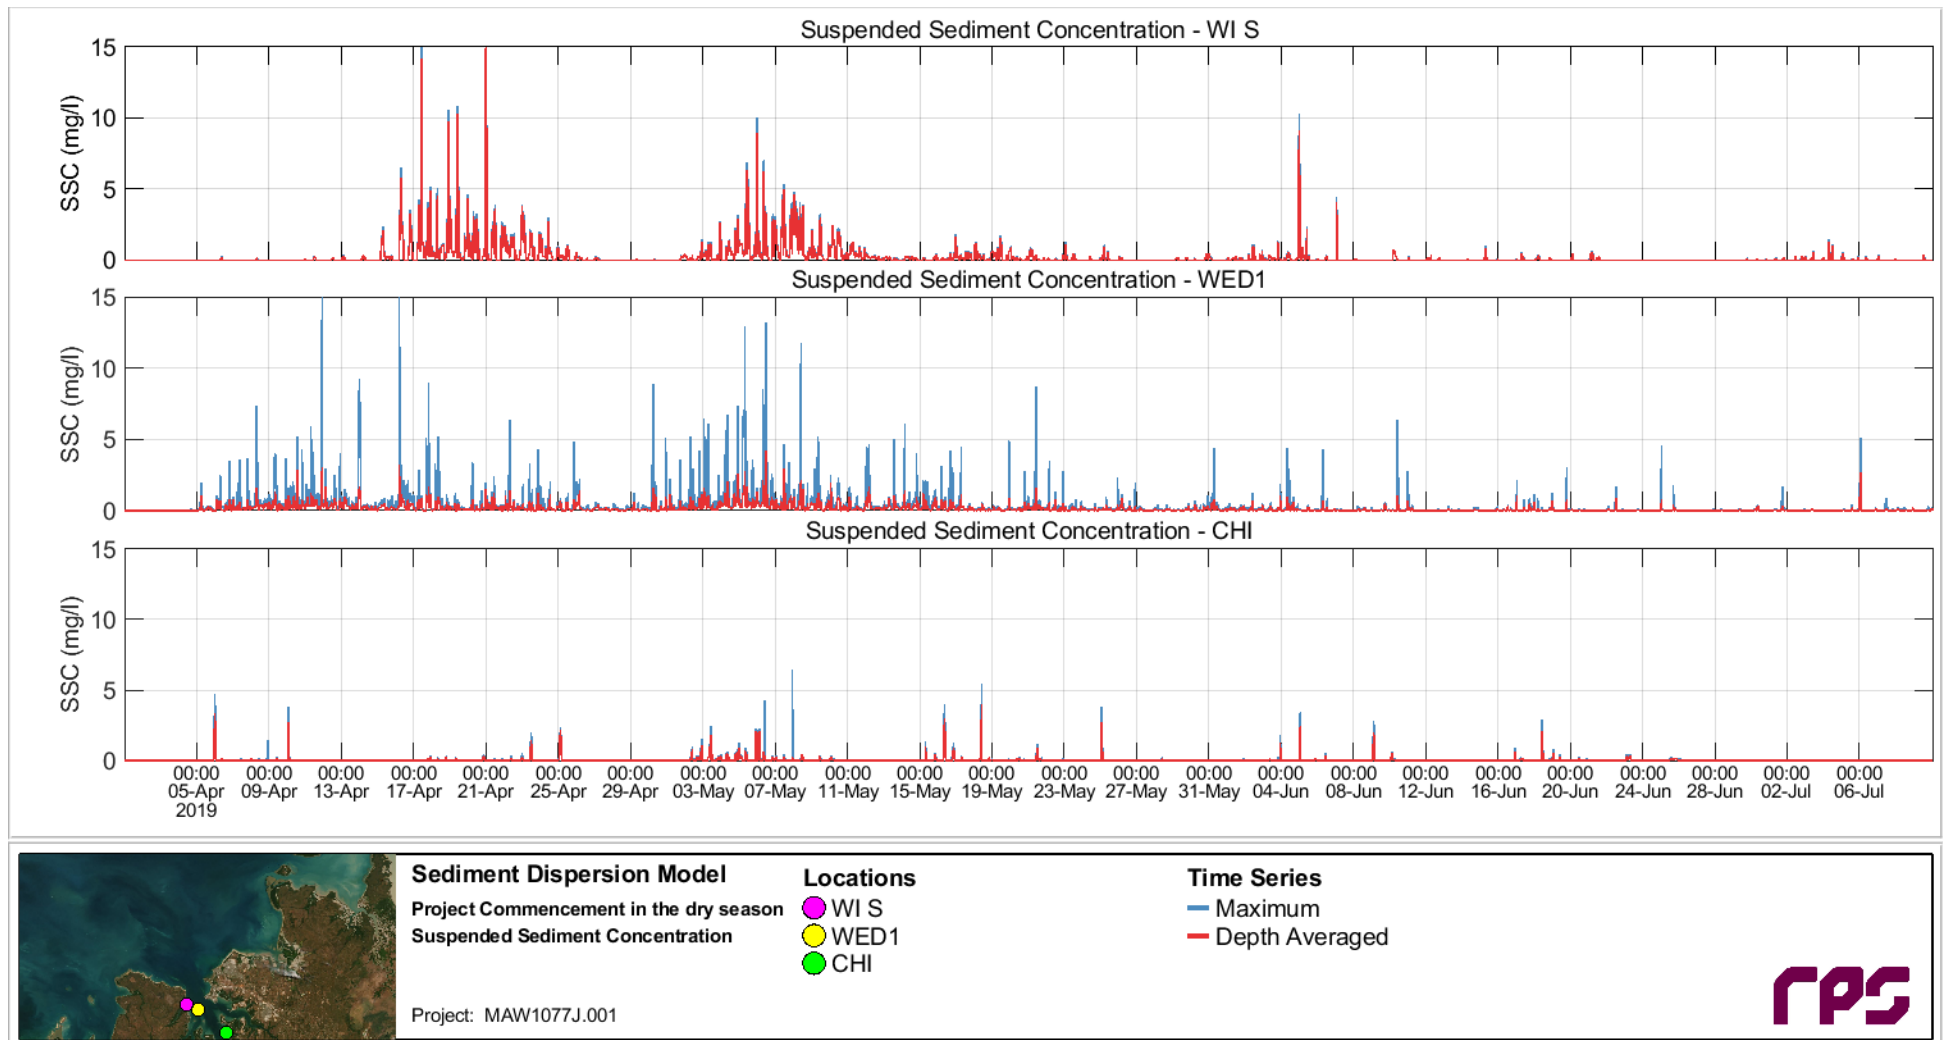 Suspended Sediment Concentration - WI S
15
10
5
0
SSC (mg/l)
Suspended Sediment Concentration - WED1
15
10
5
0
SSC (mg/l)
Suspended Sediment Concentration - CHI
15
10
5
0
SSC (mg/l)
00:00 00:00 00:00 00:00 00:00 00:00 00:00 00:00 00:00 00:00 00:00 00:00 00:00 00:00 00:00 00:00 00:00 00:00 00:00 00:00 00:00 00:00 00:00 00:00
05-Apr 09-Apr 13-Apr 17-Apr 21-Apr 25-Apr 29-Apr 03-May 07-May 11-May 15-May 19-May 23-May 27-May 31-May 04-Jun 08-Jun 12-Jun 16-Jun 20-Jun 24-Jun 28-Jun 02-Jul 06-Jul
2019
Sediment Dispersion Model
Project Commencement in the dry season
Suspended Sediment Concentration
Project: MAW1077J.001
Locations
WI S
WED1
CHI
Time Series
Maximum
Depth Averaged
rps